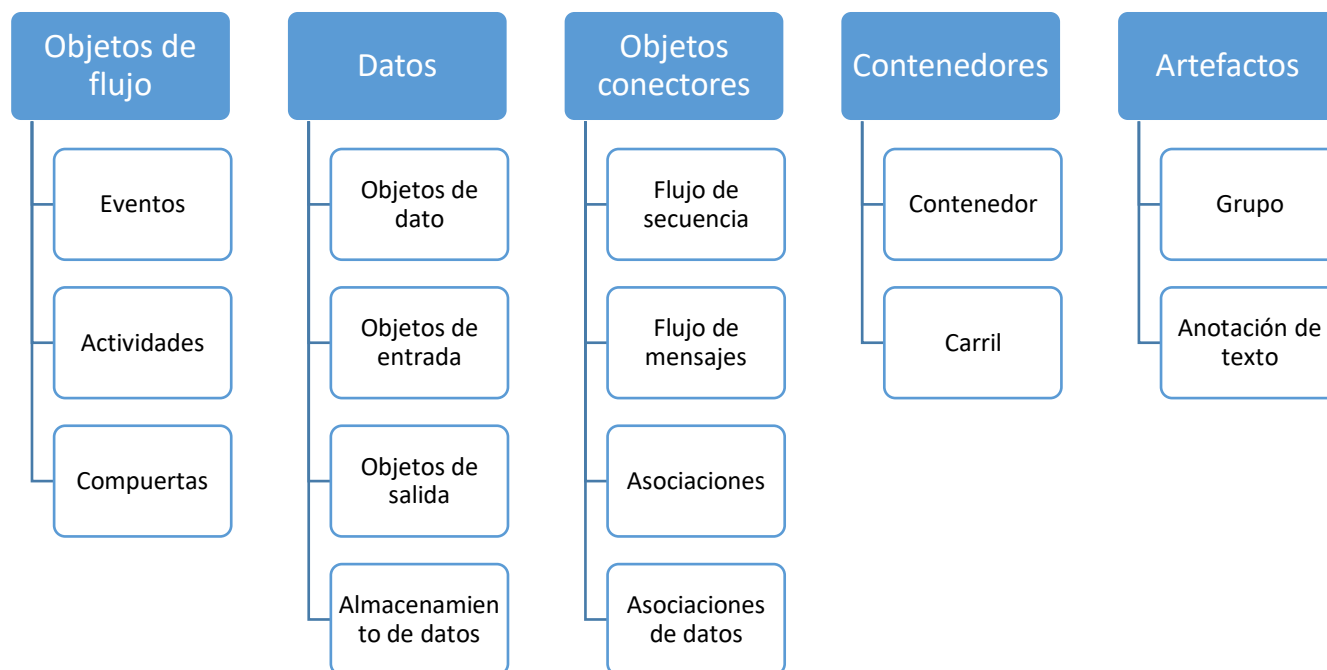 Objetos de
flujo
Eventos
Actividades
Compuertas
Datos
Objetos de
dato
Objetos de
entrada
Objetos de
salida
Almacenamien
to de datos
Objetos
conectores
Flujo de
secuencia
Flujo de
mensajes
Asociaciones
Asociaciones
de datos
Contenedores
Contenedor
Carril
Artefactos
Grupo
Anotación de
texto